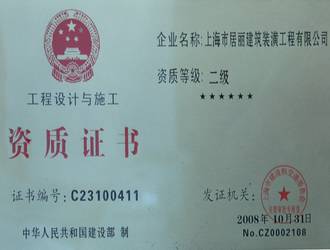 工程设计与施工
资质证书
证书编号: C23100411
中华人民共和国建设部 制
企业名称: 上海市居丽建筑装潢工程有限公司
资质等级: 二级
★★★★★★
发证机关:
2008年10月31日
No.CZ0002108